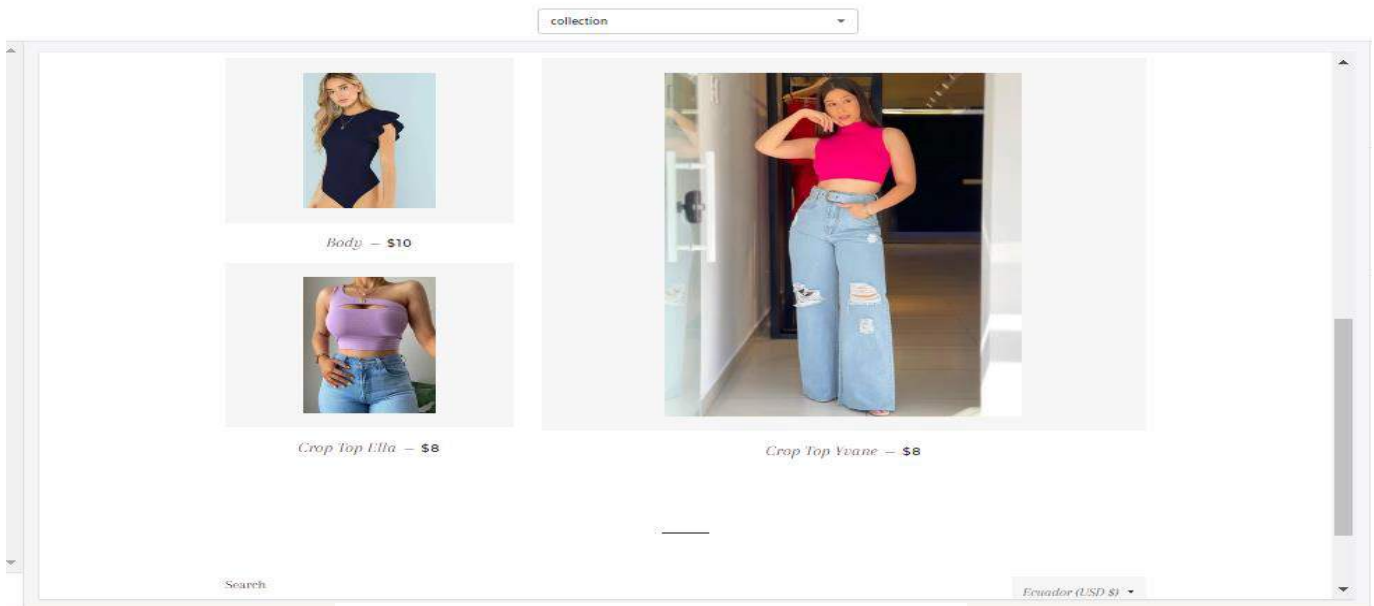 collection
Body – $10
Crop Top Ella – $8
Crop Top Yvane – $8
Search
Ecuador (USD $)